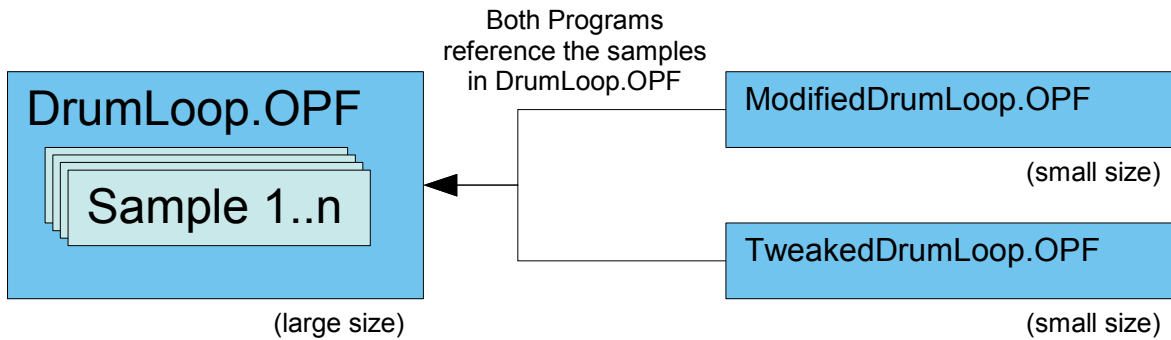 Both Programs
reference the samples
in DrumLoop.OPF
DrumLoop.OPF
Sample 1..n
(large size)
ModifiedDrumLoop.OPF
(small size)
TweakedDrumLoop.OPF
(small size)